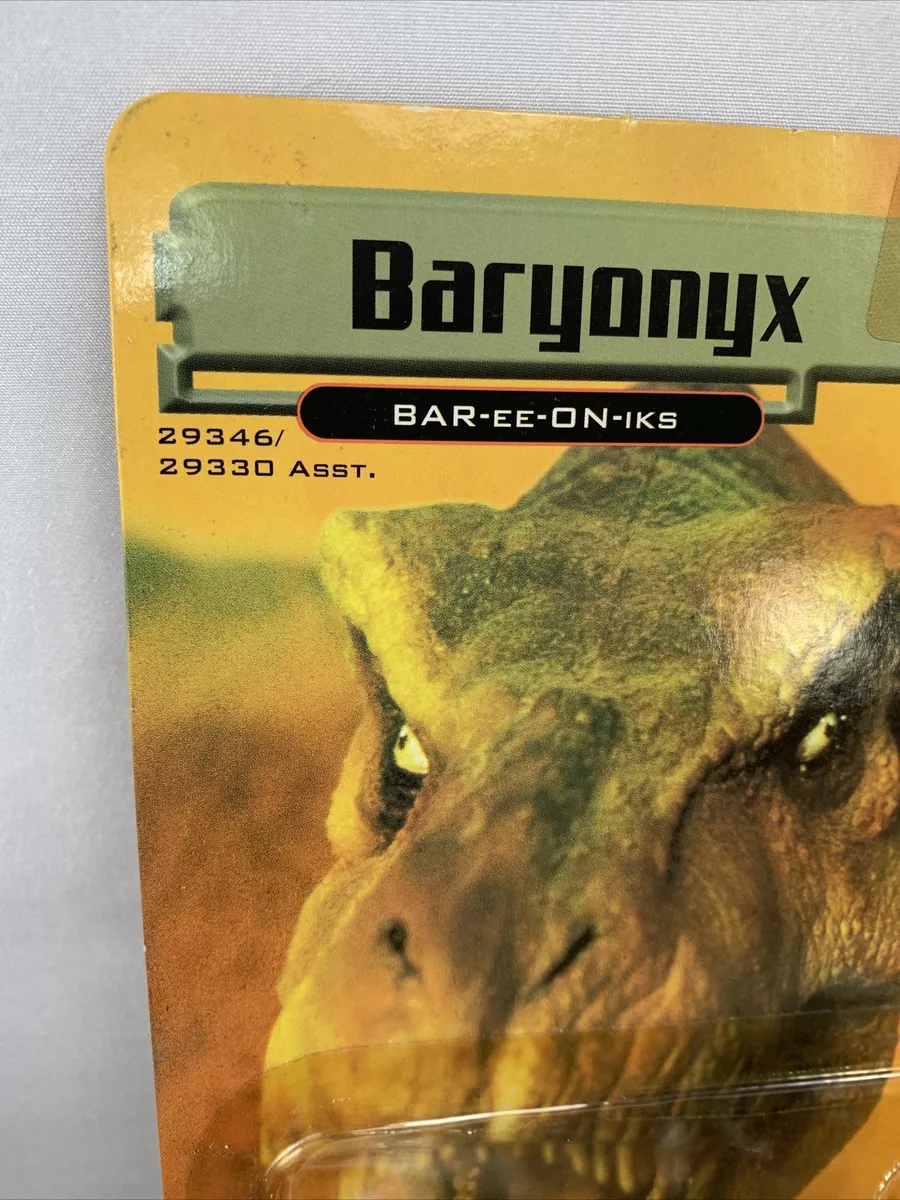 Baryonyx
BAR-EE-ON-IKS
29346/
29330 ASST.